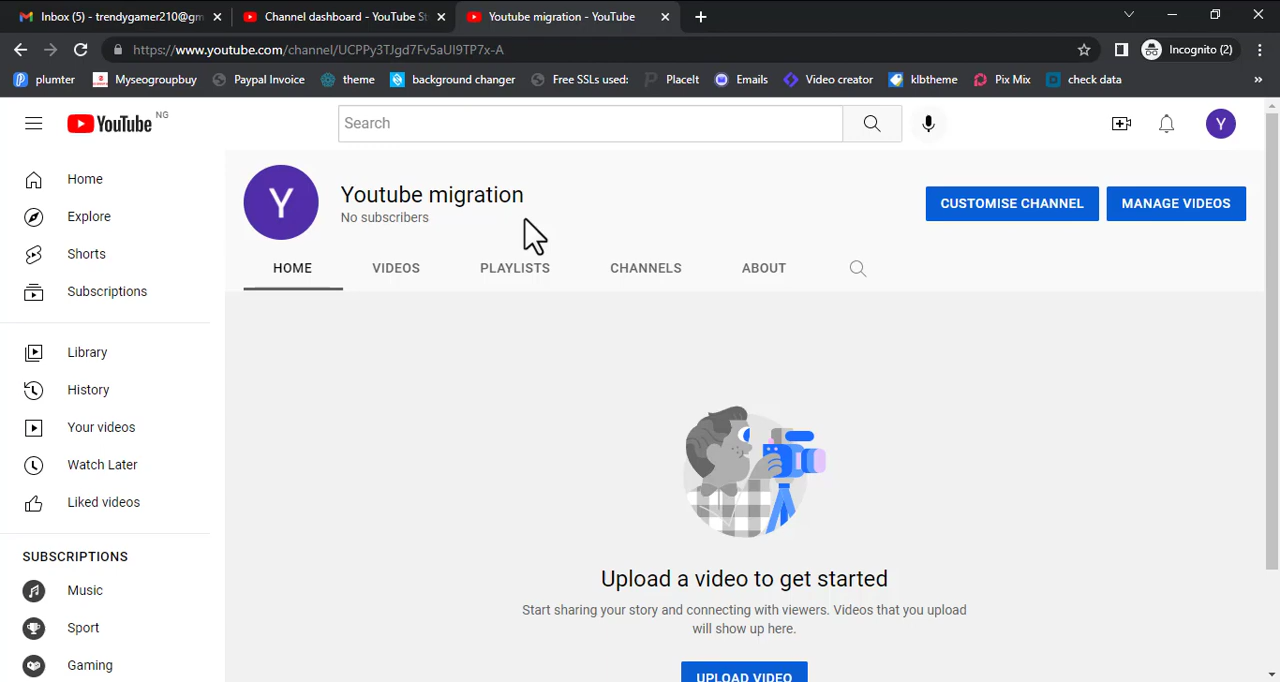 Inbox (5) - trendygamer210@gm
Channel dashboard - YouTube St
Youtube migration - YouTube
https://www.youtube.com/channel/UCPPy3TJgd7Fv5aUI9TP7x-A
Incognito (2)
plumter
Myseogroupbuy
Paypal Invoice
theme
background changer
Free SSLs used:
PlaceIt
Emails
Video creator
klbtheme
Pix Mix
check data
YouTube NG
Search
Y
Home
Explore
Shorts
Subscriptions
Library
History
Your videos
Watch Later
Liked videos
SUBSCRIPTIONS
Music
Sport
Gaming
Y
Youtube migration
No subscribers
CUSTOMISE CHANNEL
MANAGE VIDEOS
HOME
VIDEOS
PLAYLISTS
CHANNELS
ABOUT
Upload a video to get started
Start sharing your story and connecting with viewers. Videos that you upload
will show up here.
UPLOAD VIDEO